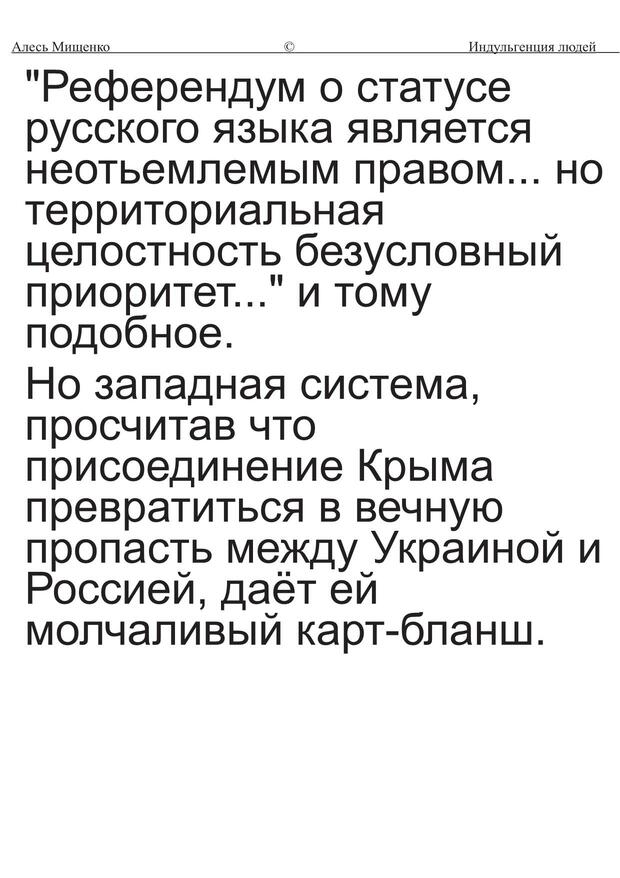 Алесь Мищенко © Индульгенция людей
"Референдум о статусе
русского языка является
неотьемлемым правом... но
территориальная
целостность безусловный
приоритет..." и тому
подобное.
Но западная система,
просчитав что
присоединение Крыма
превратиться в вечную
пропасть между Украиной и
Россией, даёт ей
молчаливый карт-бланш.